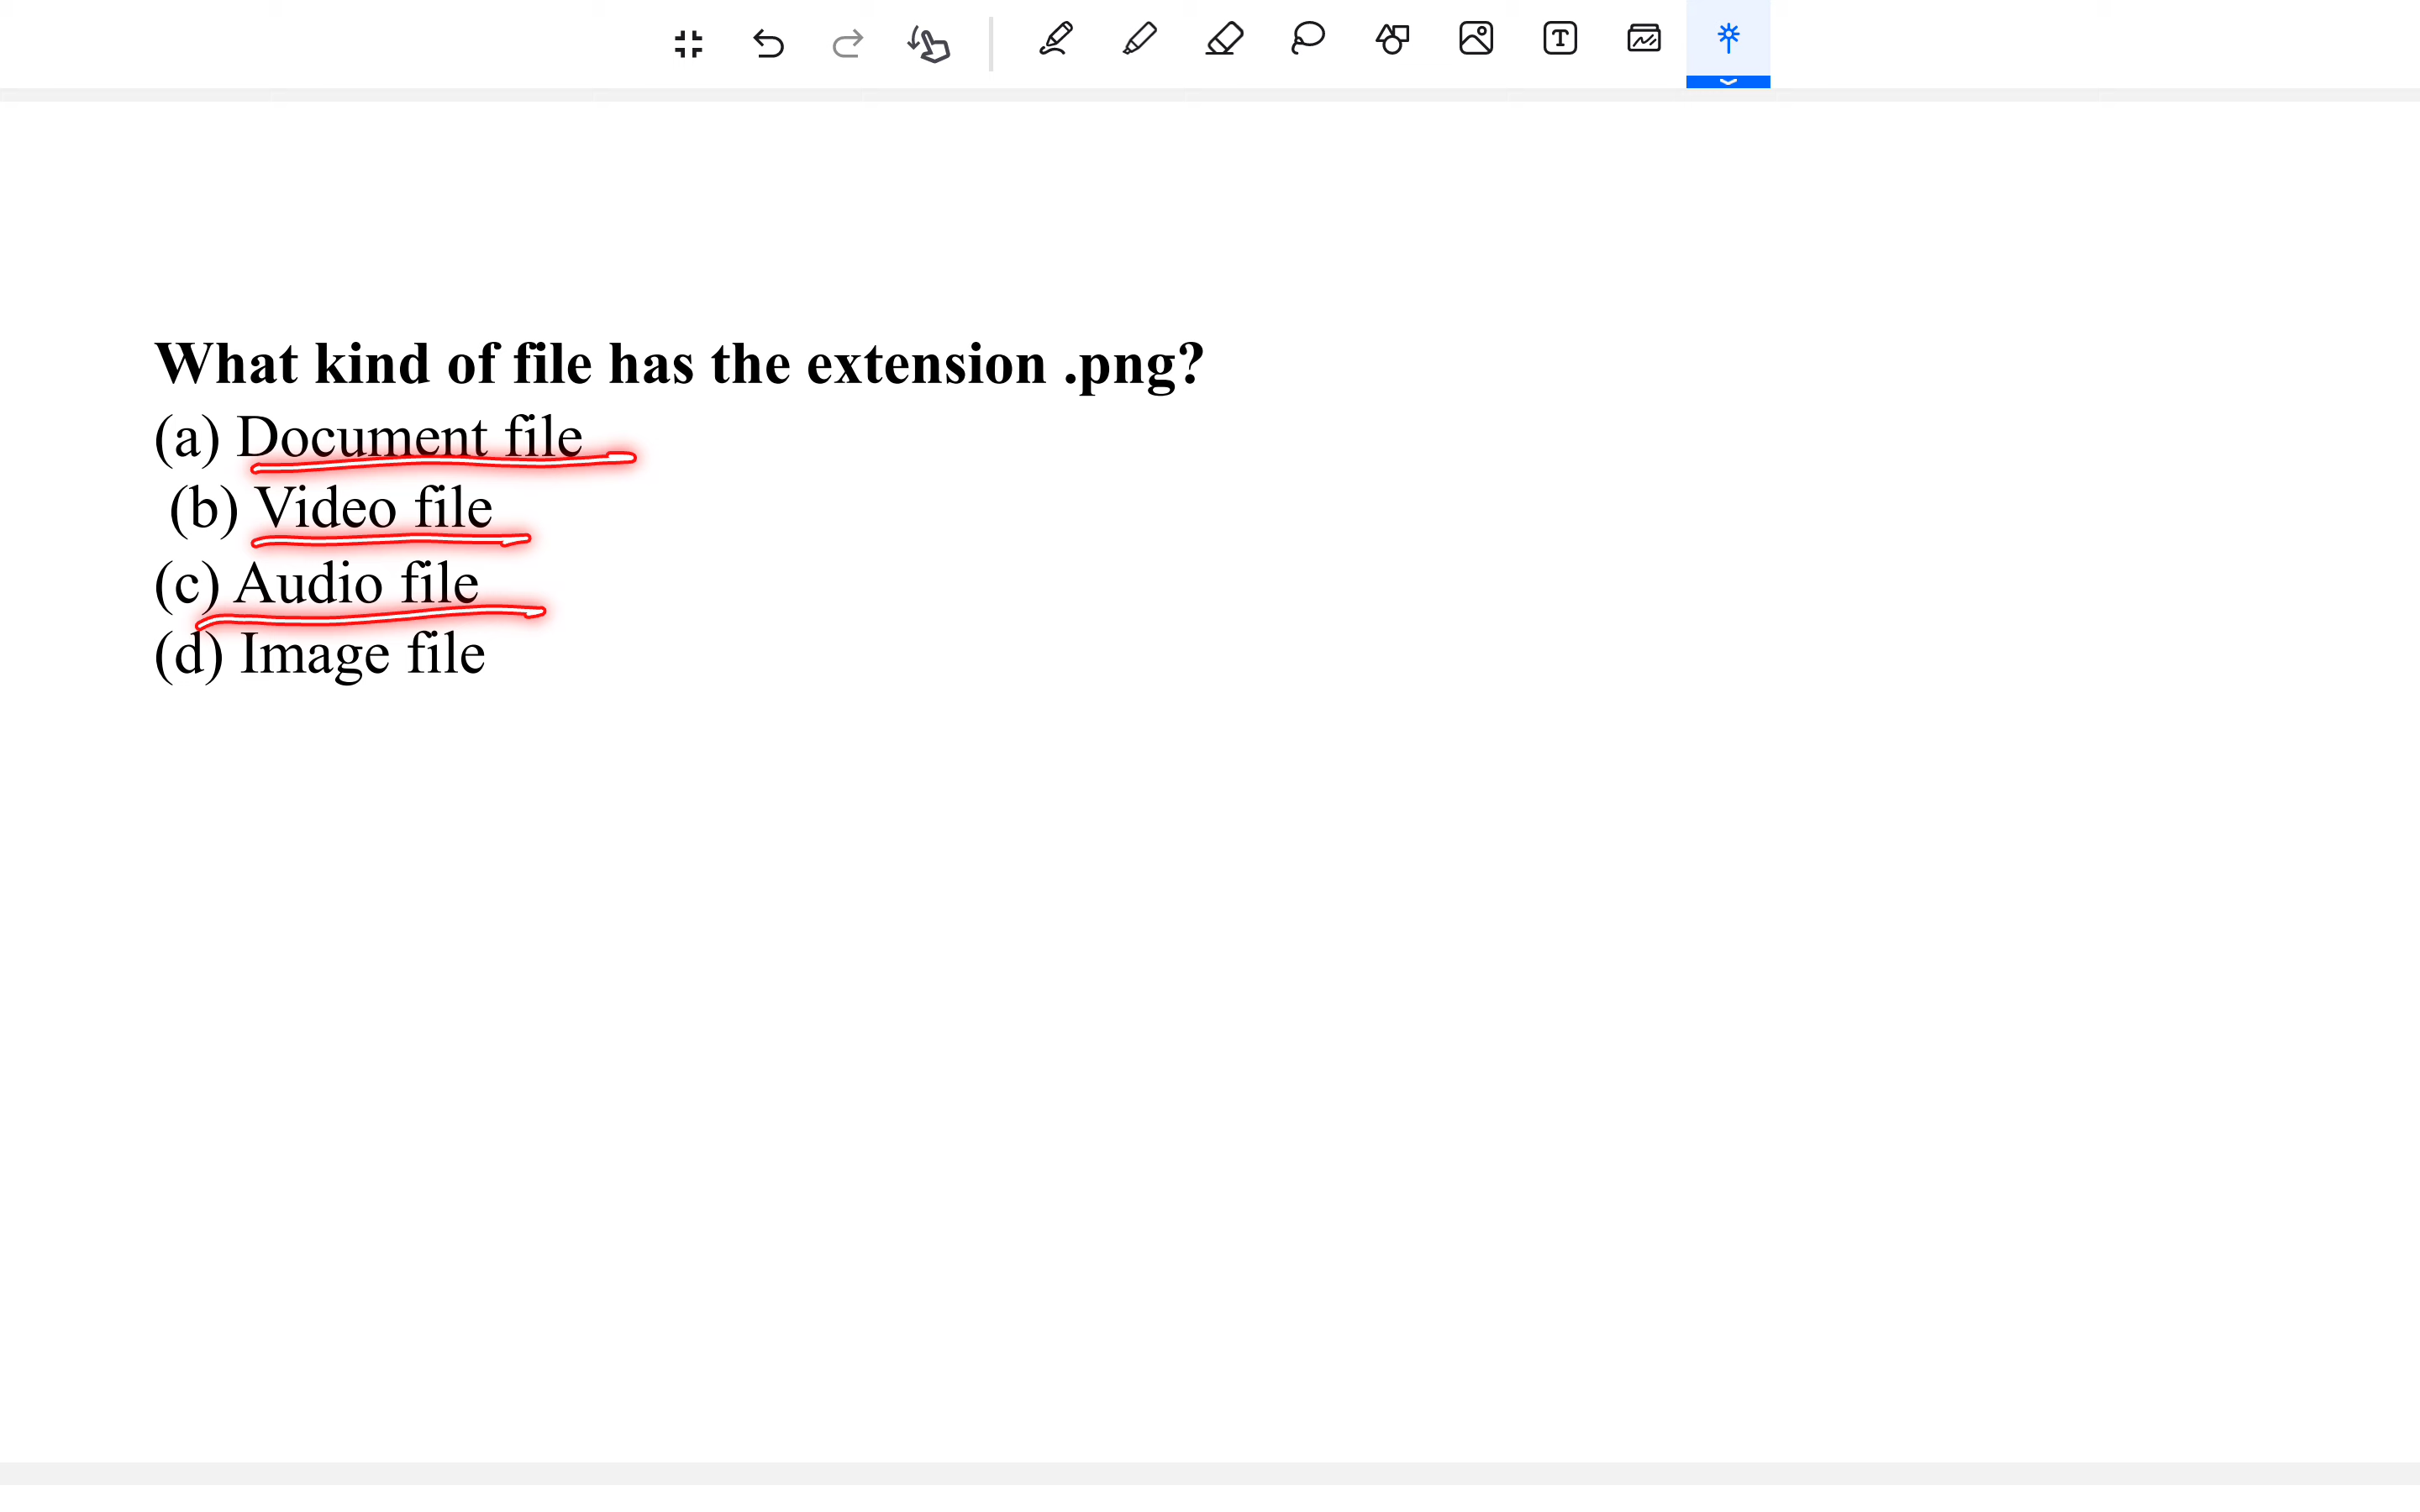 What kind of file has the extension .png?
(a) Document file
(b) Video file
(c) Audio file
(d) Image file